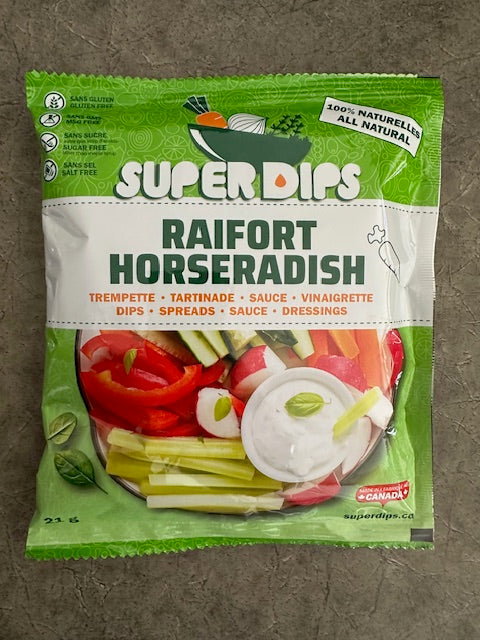 SANS GLUTEN
GLUTEN FREE
SANS GMS
MSG FREE
SANS SUCRE
SUGAR FREE
SANS SEL
SALT FREE
100% NATURELLES
ALL NATURAL
SUPER DIPS
RAIFORT
HORSERADISH
TREMPETTE • TARTINADE • SAUCE • VINAIGRETTE
DIPS • SPREADS • SAUCE • DRESSINGS
CANADA
superdips.ca
21 g